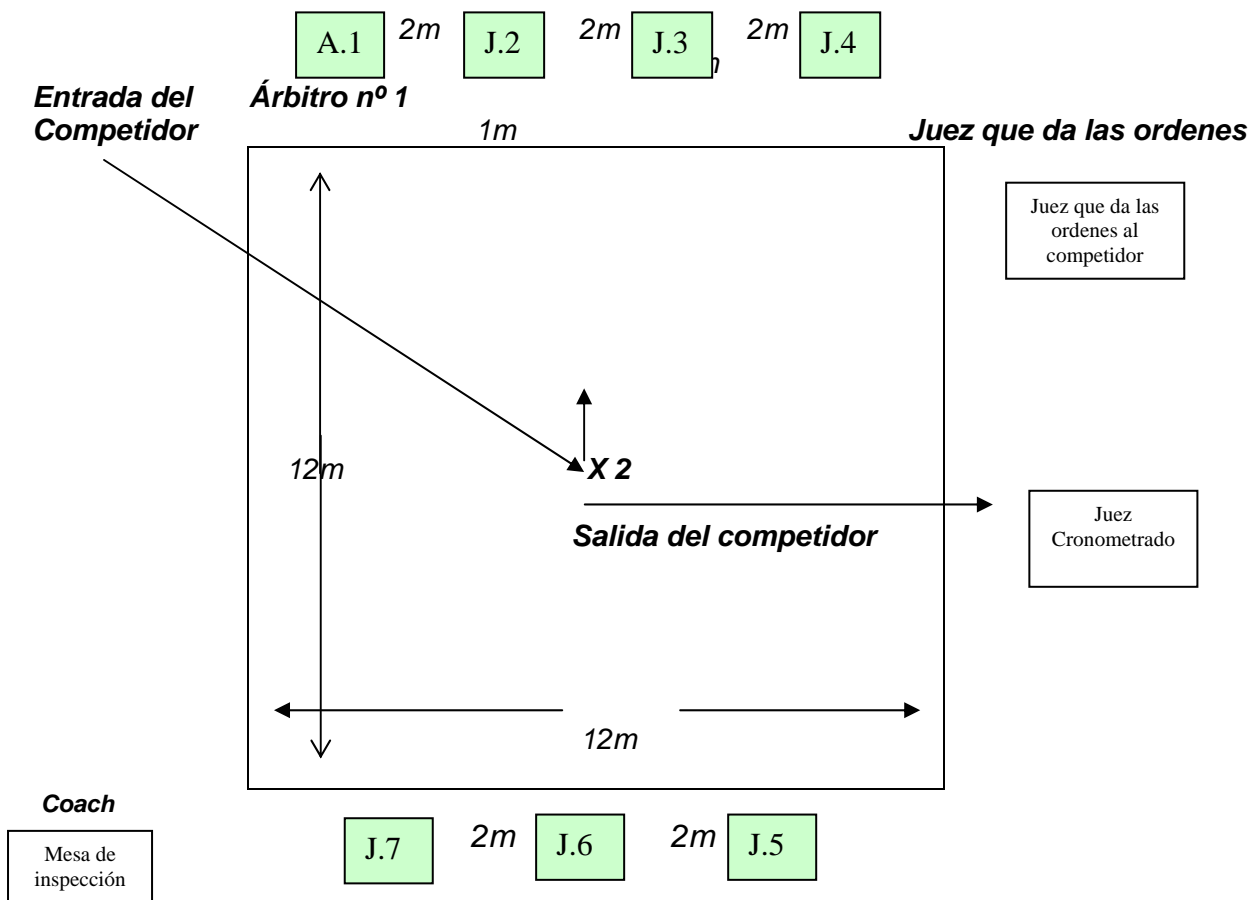 A.1 2m J.2 2m J.3 2m J.4
Entrada del Competidor
Árbitro nº 1
1m
Juez que da las ordenes
Juez que da las
ordenes al
competidor
12m
X 2
Salida del competidor
Juez
Cronometrado
12m
Coach
Mesa de
inspección
J.7 2m J.6 2m J.5